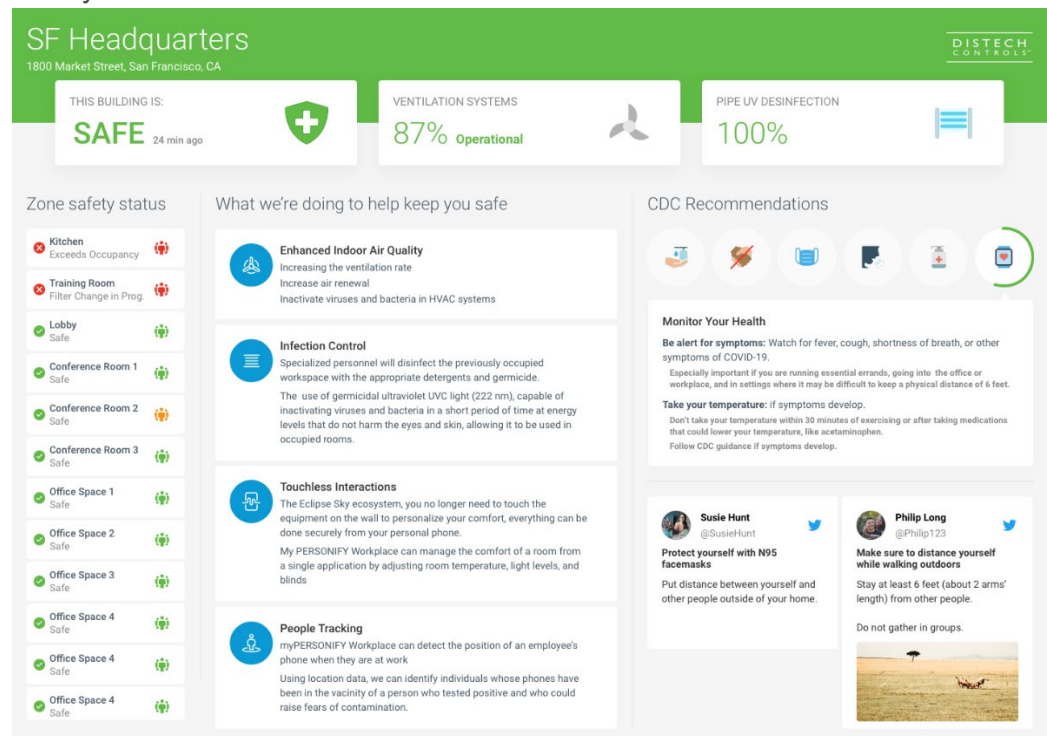 SF Headquarters
1800 Market Street, San Francisco, CA
DISTECH
CONTROLS
THIS BUILDING IS:
SAFE 24 min ago
VENTILATION SYSTEMS
87% Operational
PIPE UV DESINFECTION
100%
Zone safety status
Kitchen
Exceeds Occupancy
Training Room
Filter Change in Prog.
Lobby
Safe
Conference Room 1
Safe
Conference Room 2
Safe
Conference Room 3
Safe
Office Space 1
Safe
Office Space 2
Safe
Office Space 3
Safe
Office Space 4
Safe
Office Space 4
Safe
Office Space 4
Safe
What we're doing to help keep you safe
Enhanced Indoor Air Quality
Increasing the ventilation rate
Increase air renewal
Inactivate viruses and bacteria in HVAC systems
Infection Control
Specialized personnel will disinfect the previously occupied
workspace with the appropriate detergents and germicide.
The use of germicidal ultraviolet UVC light (222 nm), capable of
inactivating viruses and bacteria in a short period of time at energy
levels that do not harm the eyes and skin, allowing it to be used in
occupied rooms.
Touchless Interactions
The Eclipse Sky ecosystem, you no longer need to touch the
equipment on the wall to personalize your comfort, everything can be
done securely from your personal phone.
My PERSONIFY Workplace can manage the comfort of a room from
a single application by adjusting room temperature, light levels, and
blinds
People Tracking
myPERSONIFY Workplace can detect the position of an employee's
phone when they are at work
Using location data, we can identify individuals whose phones have
been in the vacinity of a person who tested positive and who could
raise fears of contamination.
CDC Recommendations
Monitor Your Health
Be alert for symptoms: Watch for fever, cough, shortness of breath, or other
symptoms of COVID-19.
Especially important if you are running essential errands, going into the office or
workplace, and in settings where it may be difficult to keep a physical distance of 6 feet.
Take your temperature: if symptoms develop.
Don't take your temperature within 30 minutes of exercising or after taking medications
that could lower your temperature, like acetaminophen.
Follow CDC guidance if symptoms develop.
Susie Hunt
@SusieHunt
Protect yourself with N95
facemasks
Put distance between yourself and
other people outside of your home.
Philip Long
@Philip123
Make sure to distance yourself
while walking outdoors
Stay at least 6 feet (about 2 arms'
length) from other people.
Do not gather in groups.